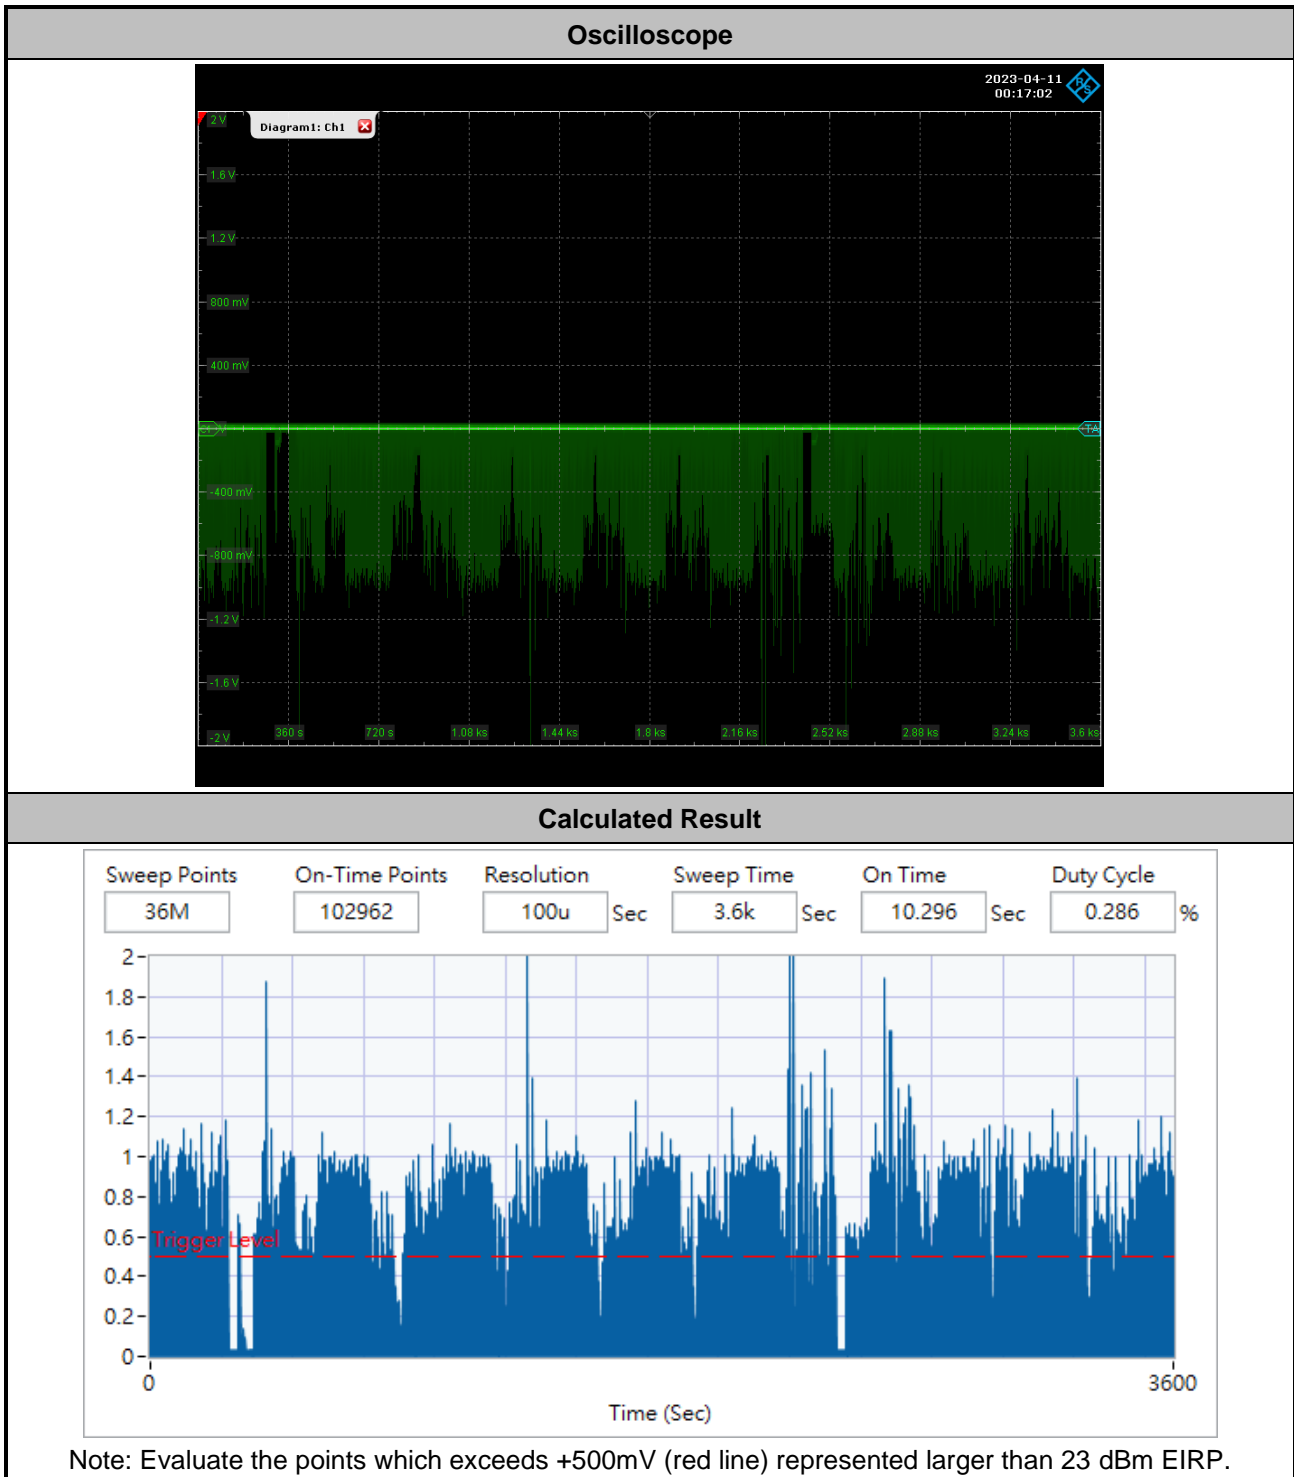 Oscilloscope
2023-04-11
00:17:02
R S
2 V
Diagram1: Ch1
1.6 V
1.2 V
800 mV
400 mV
TA
-400 mV
-800 mV
-1.2 V
-1.6 V
-2 V 360 s 720 s 1.08 ks 1.44 ks 1.8 ks 2.16 ks 2.52 ks 2.88 ks 3.24 ks 3.6 ks
Calculated Result
Sweep Points On-Time Points Resolution Sweep Time On Time Duty Cycle
36M 102962 100u Sec 3.6k Sec 10.296 Sec 0.286 %
2
1.8
1.6
1.4
1.2
1
0.8
0.6 Trigger Level
0.4
0.2
0
0 3600
Time (Sec)
Note: Evaluate the points which exceeds +500mV (red line) represented larger than 23 dBm EIRP.